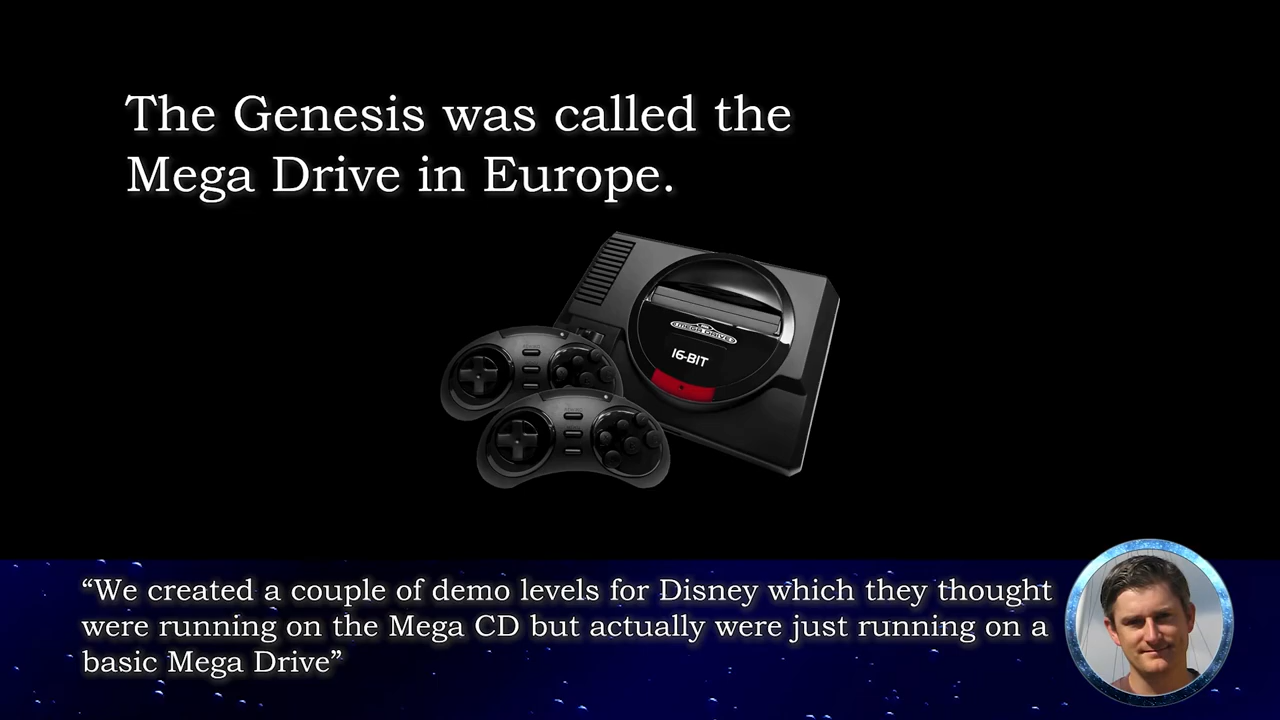 The Genesis was called the
Mega Drive in Europe.
MEGA DRIVE
16-BIT
“We created a couple of demo levels for Disney which they thought
were running on the Mega CD but actually were just running on a
basic Mega Drive”